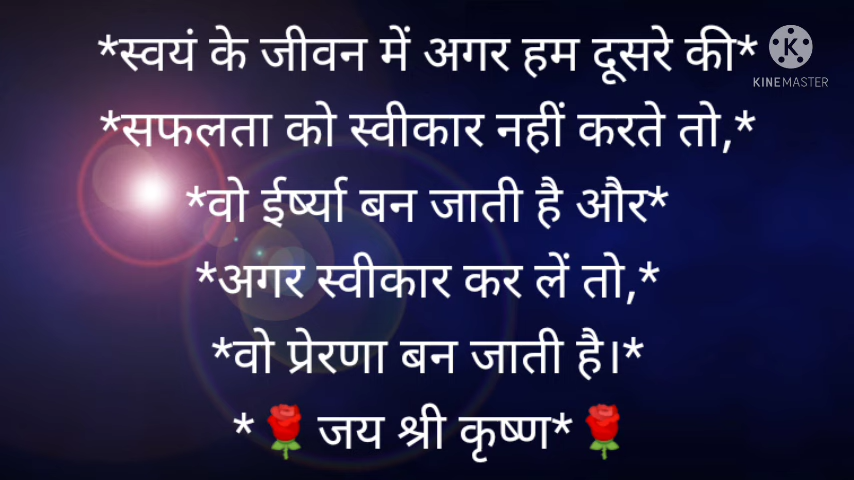 *स्वयं के जीवन में अगर हम दूसरे की*
KINEMASTER
*सफलता को स्वीकार नहीं करते तो,*
*वो ईर्ष्या बन जाती है और*
*अगर स्वीकार कर लें तो,*
*वो प्रेरणा बन जाती है।*
*🌹 जय श्री कृष्ण*🌹